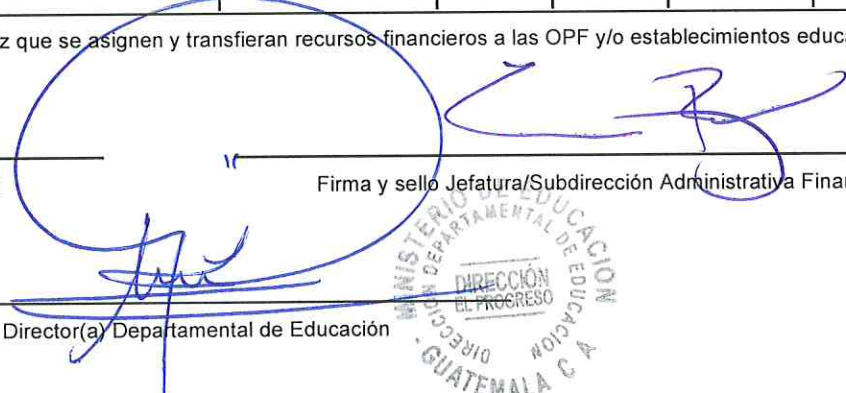 z que se asignen y transfieran recursos financieros a las OPF y/o establecimientos educa
Firma y sello Jefatura/Subdirección Administrativa Finan
MINISTERIO DE EDUCACION
DIRECCION DEPARTAMENTAL DE EDUCACION
DIRECCIÓN
EL PROGRESO
GUATEMALA C A
Director(a) Departamental de Educación